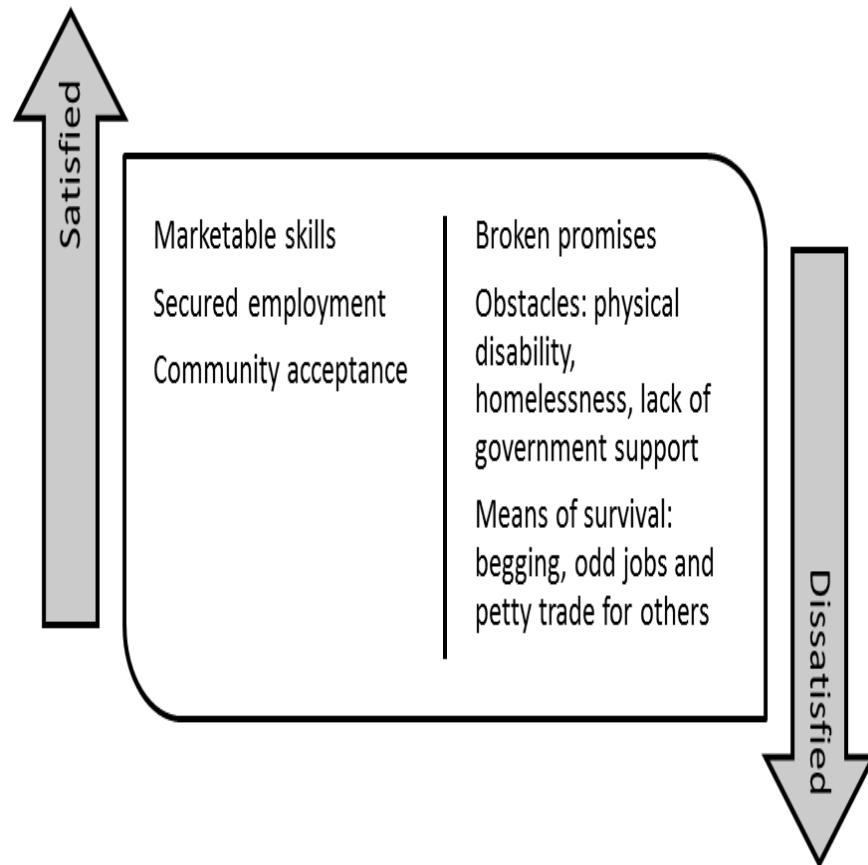 Satisfied
Marketable skills
Secured employment
Community acceptance
Broken promises
Obstacles: physical
disability,
homelessness, lack of
government support
Means of survival:
begging, odd jobs and
petty trade for others
Dissatisfied